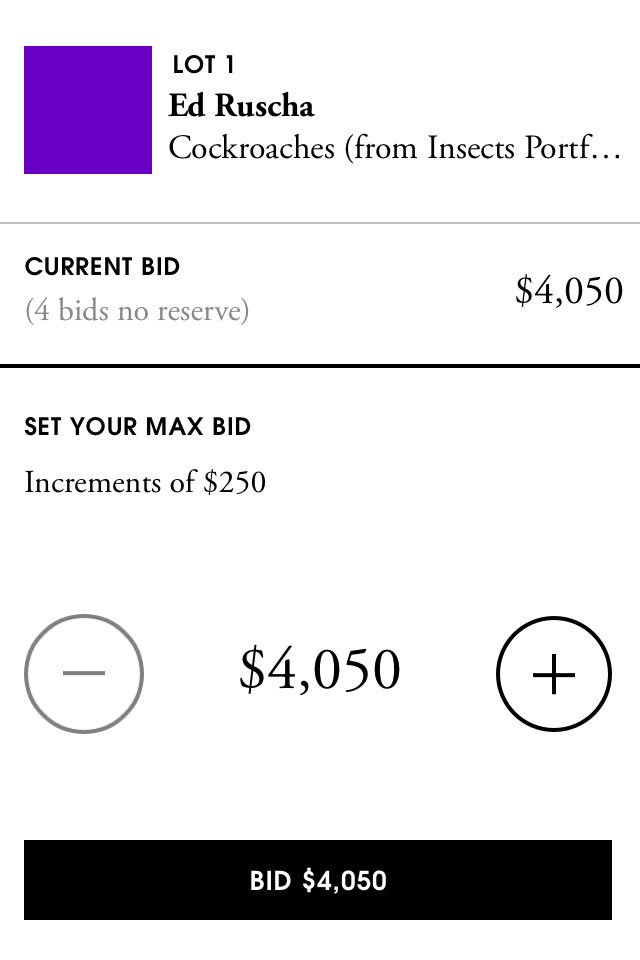 LOT 1
Ed Ruscha
Cockroaches (from Insects Portf…
CURRENT BID
(4 bids no reserve)
$4,050
SET YOUR MAX BID
Increments of $250
$4,050
BID $4,050